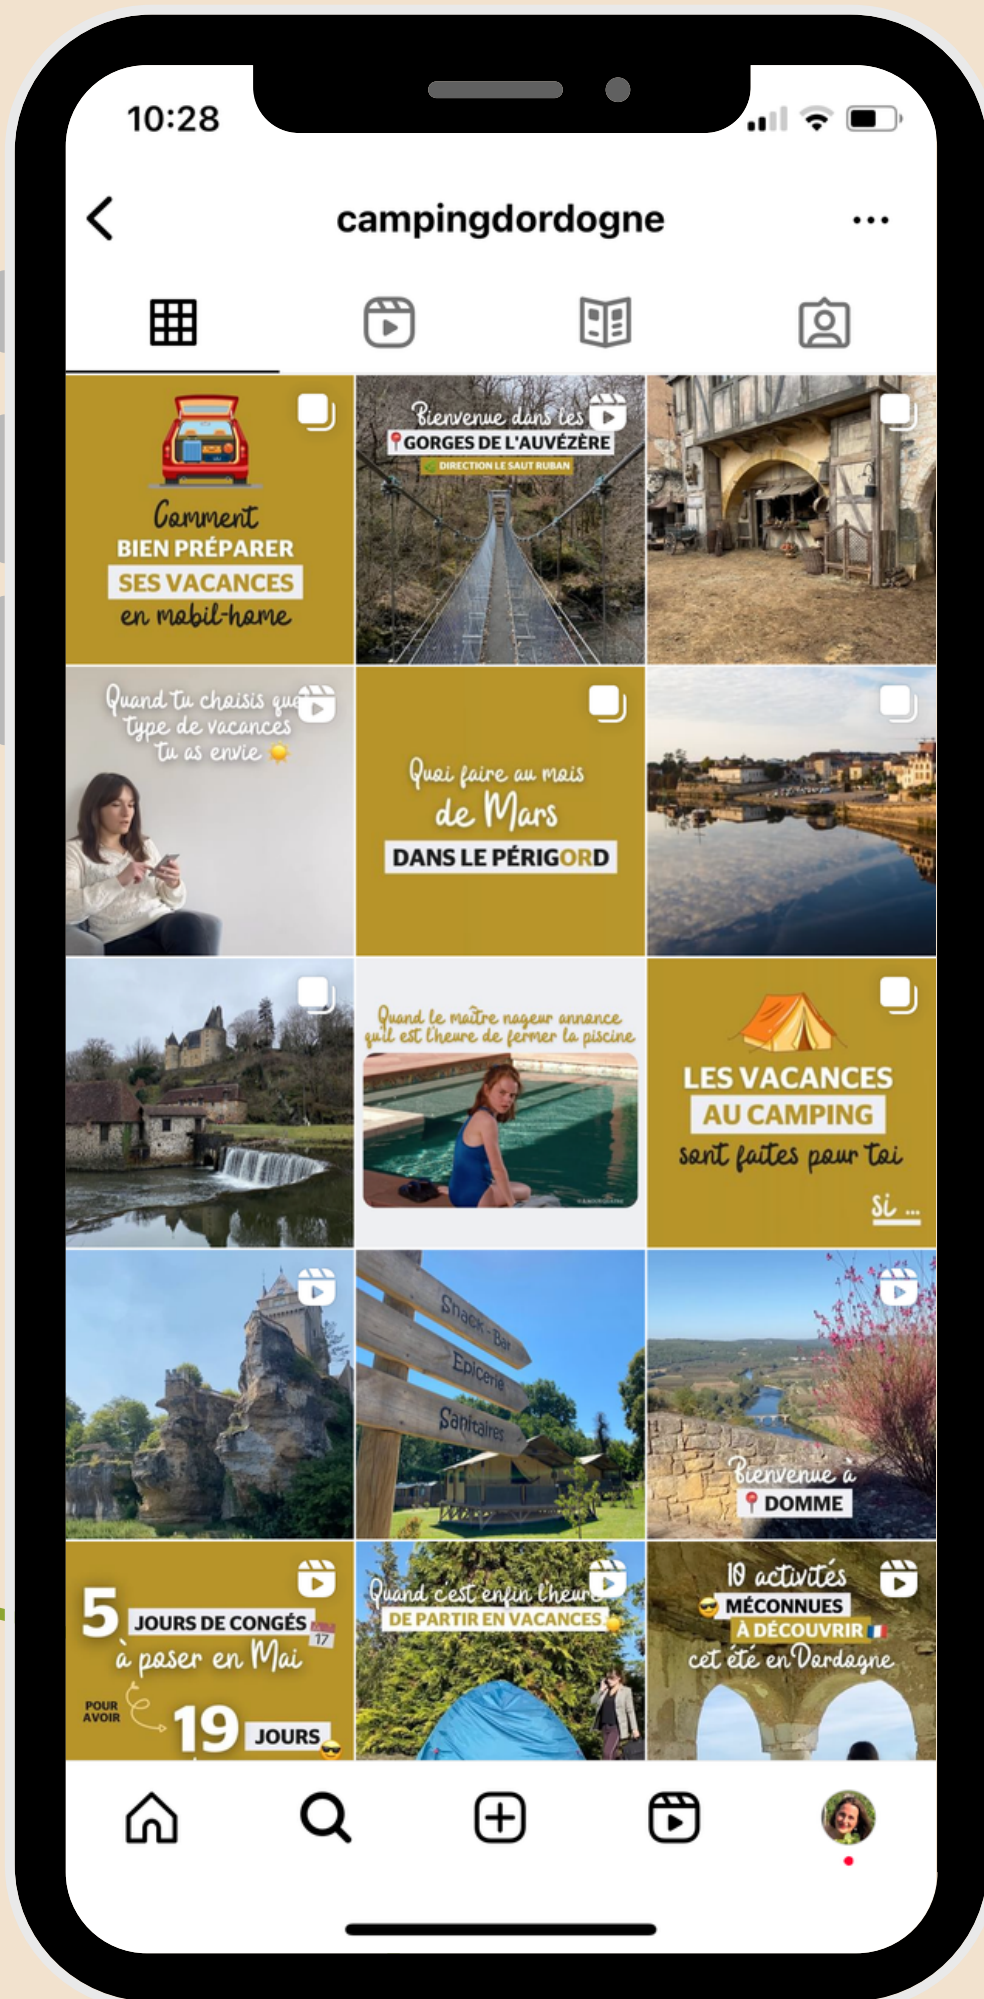 10:28
campingdordogne
Comment
BIEN PRÉPARER
SES VACANCES
en mobil-home
Bienvenue dans les
GORGES DE L'AUVÉZÈRE
DIRECTION LE SAUT RUBAN
Quand tu choisis quel
type de vacances
tu as envie
Quoi faire au mois
de Mars
DANS LE PÉRIGORD
Quand le maître nageur annonce
qu'il est l'heure de fermer la piscine
LES VACANCES
AU CAMPING
sont faites pour toi
si ...
Snack-Bar
Epicerie
Sanitaires
Bienvenue à
DOMME
5 JOURS DE CONGÉS
17
à poser en Mai
POUR
AVOIR
19 JOURS
Quand c'est enfin l'heure
DE PARTIR EN VACANCES
10 activités
MÉCONNUES
À DÉCOUVRIR
cet été en Dordogne